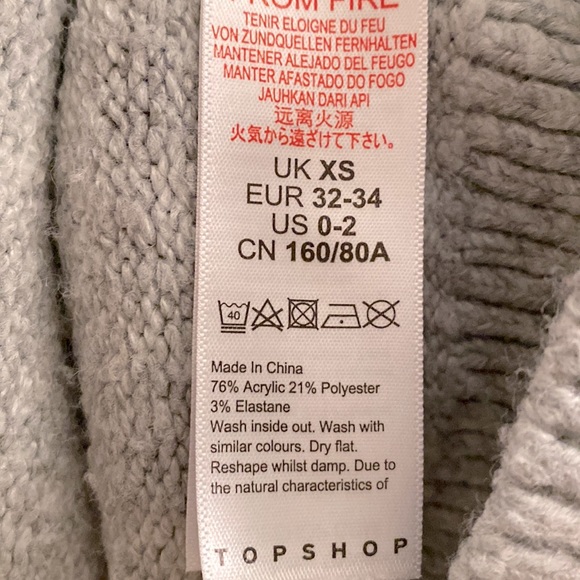 FROM FIRE
TENIR ELOIGNE DU FEU
VON ZUNDQUELLEN FERNHALTEN
MANTENER ALEJADO DEL FEUGO
MANTER AFASTADO DO FOGO
JAUHKAN DARI API
远离火源
火気から遠ざけて下さい。
UK XS
EUR 32-34
US 0-2
CN 160/80A
40
Made In China
76% Acrylic 21% Polyester
3% Elastane
Wash inside out. Wash with
similar colours. Dry flat.
Reshape whilst damp. Due to
the natural characteristics of
TOPSHOP